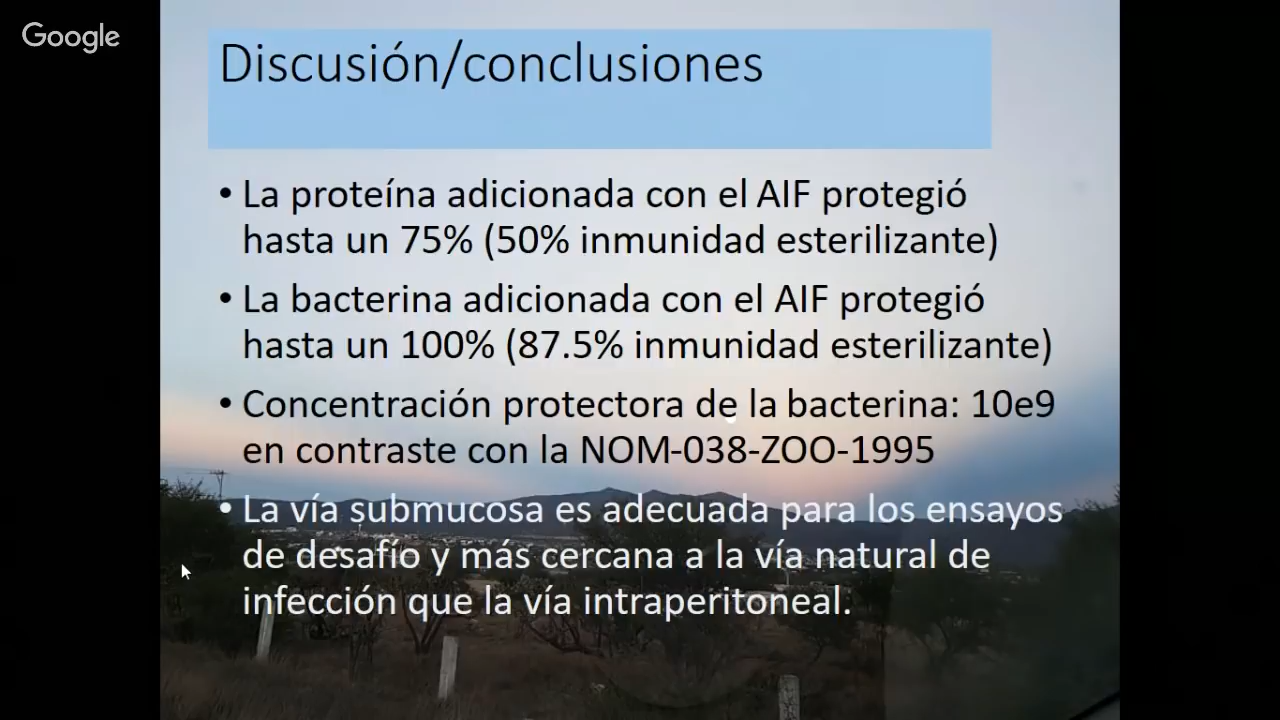 Google
Discusión/conclusiones
• La proteína adicionada con el AIF protegió
hasta un 75% (50% inmunidad esterilizante)
• La bacterina adicionada con el AIF protegió
hasta un 100% (87.5% inmunidad esterilizante)
• Concentración protectora de la bacterina: 10e9
en contraste con la NOM-038-ZOO-1995
• La vía submucosa es adecuada para los ensayos
de desafío y más cercana a la vía natural de
infección que la vía intraperitoneal.